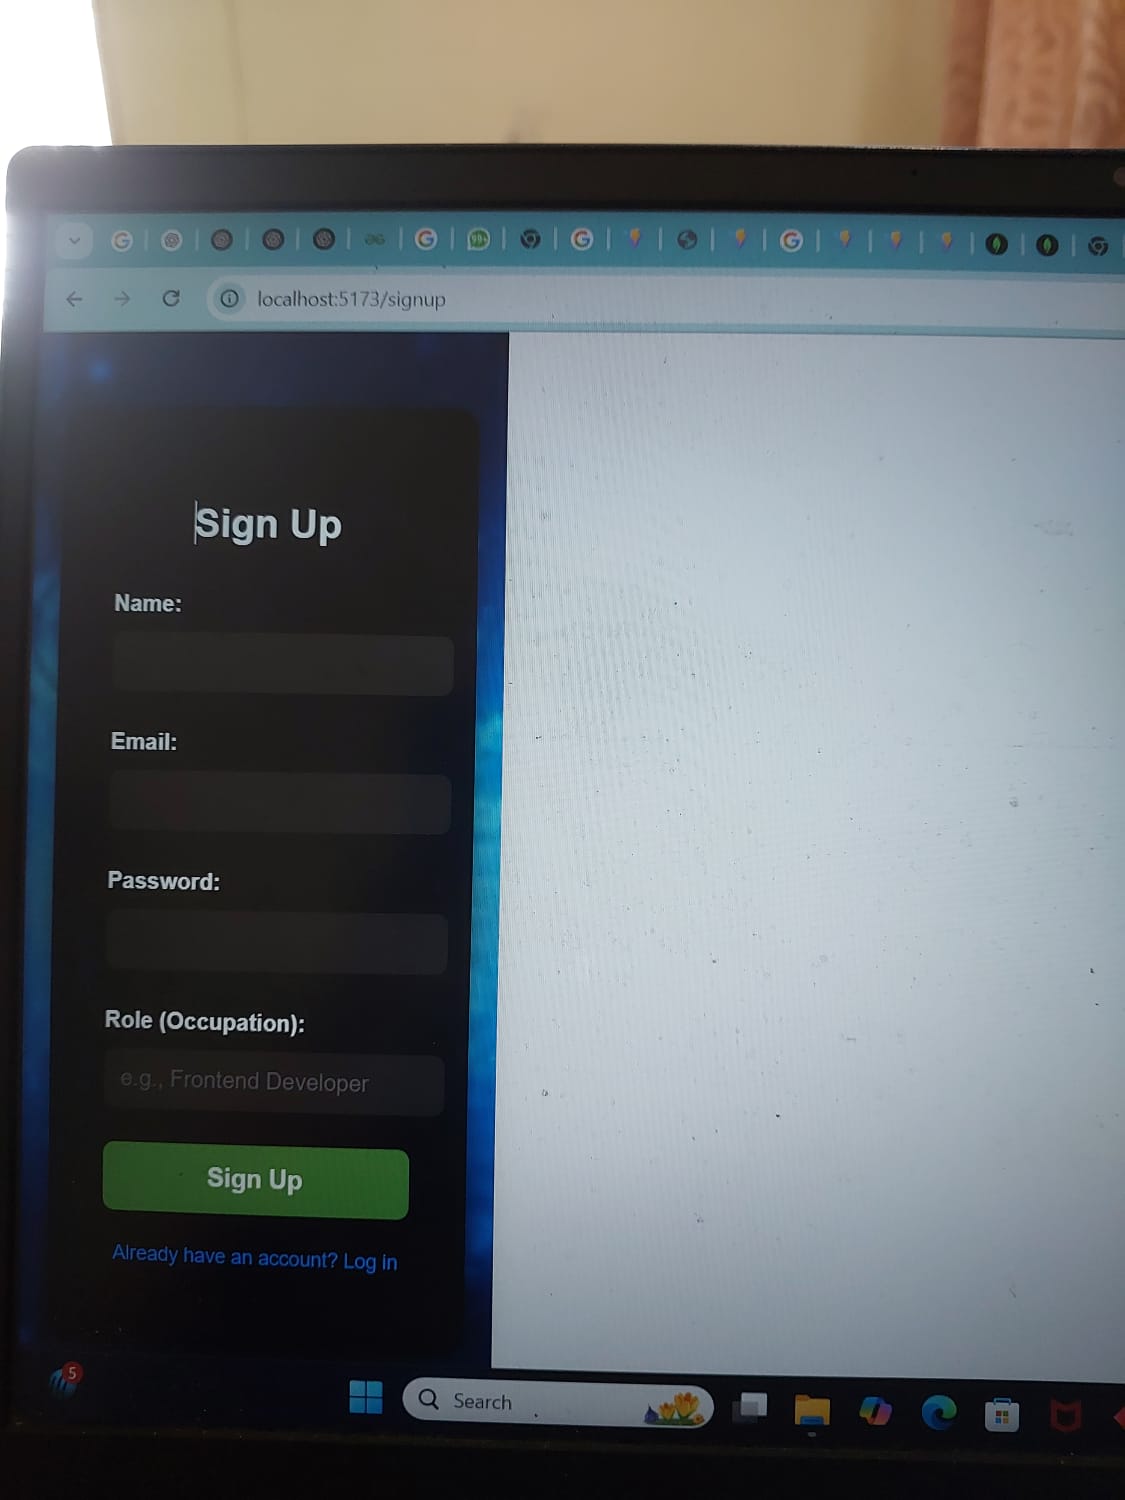 99+
localhost:5173/signup
Sign Up
Name:
Email:
Password:
Role (Occupation):
e.g., Frontend Developer
Sign Up
Already have an account? Log in
5
Search